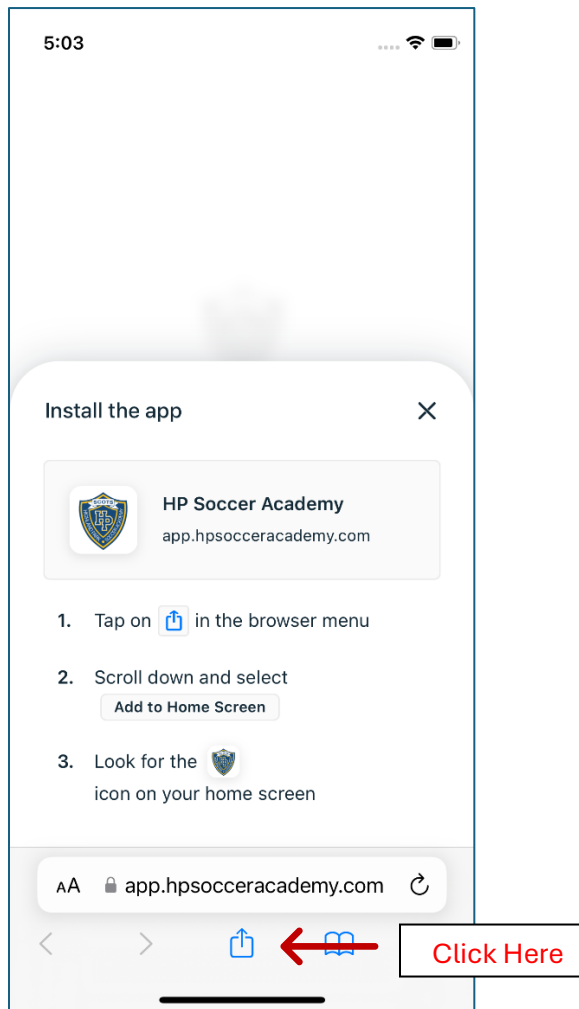 5:03
Install the app
SCOTS
HP
HP Soccer Academy
app.hpsocceracademy.com
1. Tap on in the browser menu
2. Scroll down and select
Add to Home Screen
3. Look for the
icon on your home screen
AA app.hpsocceracademy.com
Click Here